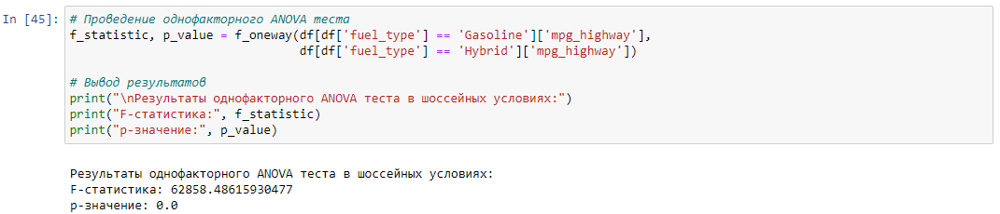 In [45]:
# Проведение однофакторного ANOVA теста
f_statistic, p_value = f_oneway(df[df['fuel_type'] == 'Gasoline']['mpg_highway'],
df[df['fuel_type'] == 'Hybrid']['mpg_highway'])
# Вывод результатов
print("\nРезультаты однофакторного ANOVA теста в шоссейных условиях:")
print("F-статистика:", f_statistic)
print("p-значение:", p_value)
Результаты однофакторного ANOVA теста в шоссейных условиях:
F-статистика: 62858.48615930477
p-значение: 0.0